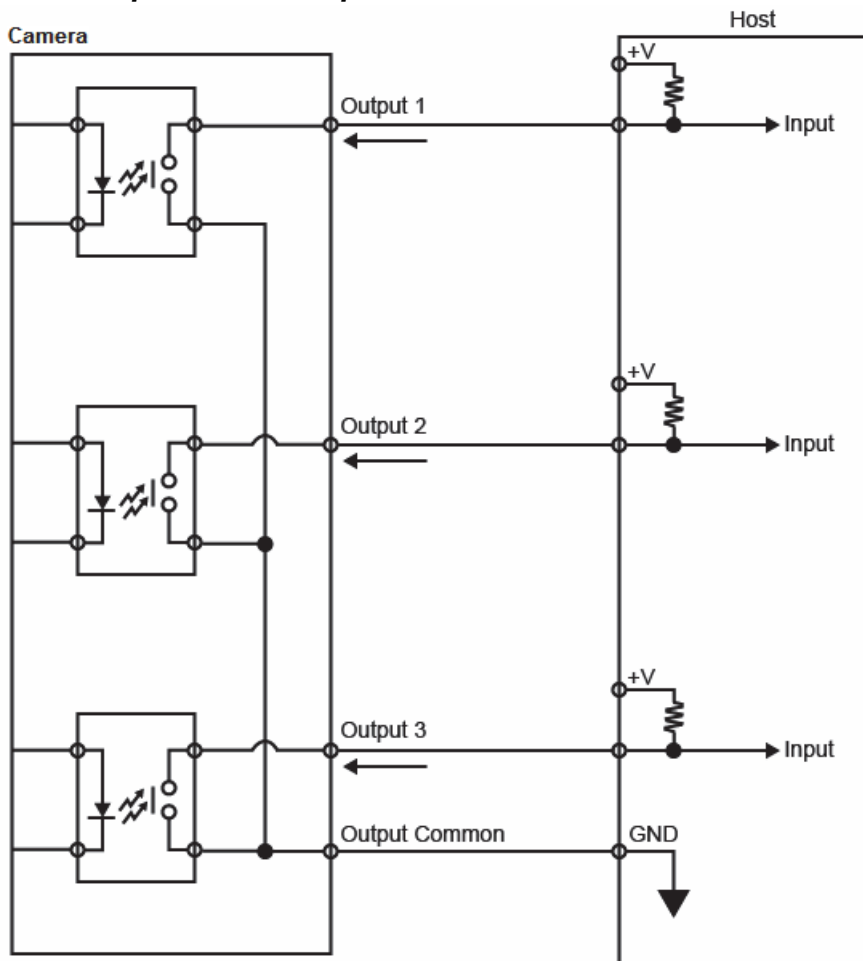 Host
Camera
+V
Output 1
Input
+V
Output 2
Input
+V
Output 3
Input
Output Common
GND